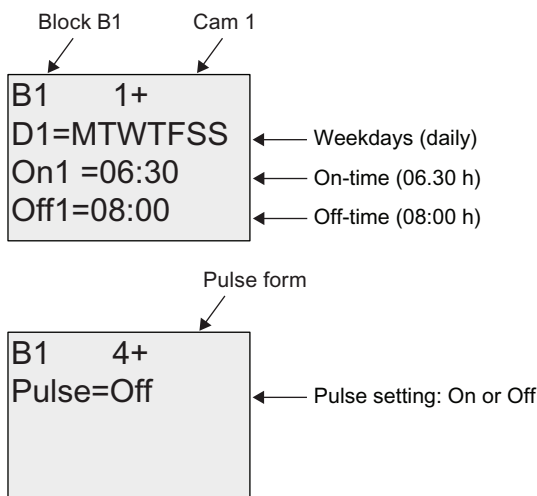 Block B1 Cam 1
B1 1+
D1=MTWTFSS Weekdays (daily)
On1 =06:30 On-time (06.30 h)
Off1=08:00 Off-time (08:00 h)
Pulse form
B1 4+
Pulse=Off Pulse setting: On or Off